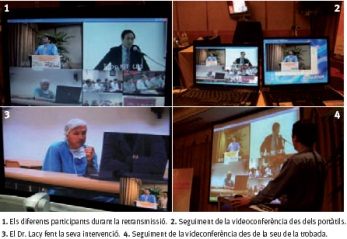 1
2
3
4
1. Els diferents participants durant la retransmissió. 2. Seguiment de la videoconferència des dels portàtils.
3. El Dr. Lacy fent la seva intervenció. 4. Seguiment de la videconferència des de la seu de la trobada.